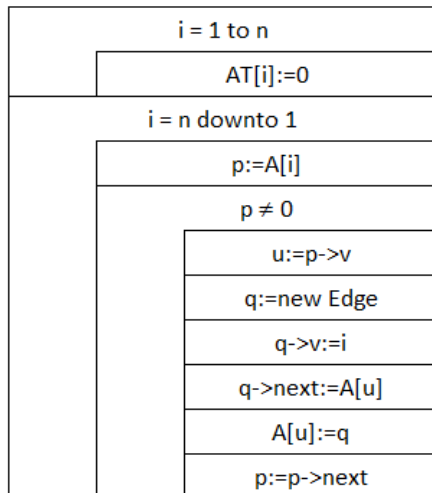 i = 1 to n
AT[i]:=0
i = n downto 1
p:=A[i]
p ≠ 0
u:=p->v
q:=new Edge
q->v:=i
q->next:=A[u]
A[u]:=q
p:=p->next